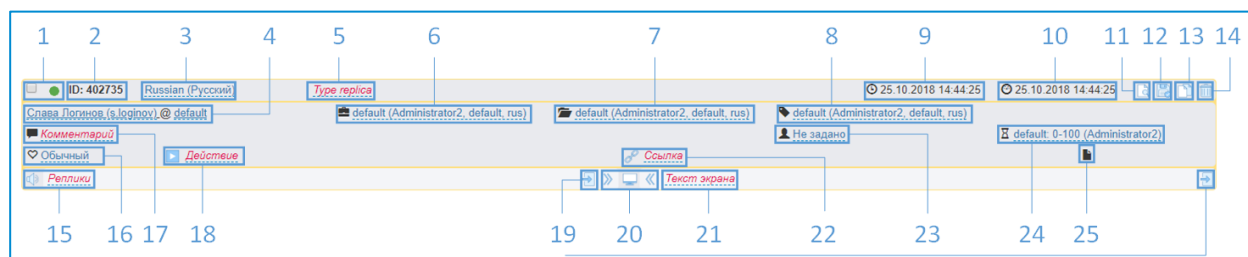 1 2 3 4 5 6 7 8 9 10 11 12 13 14
ID: 402735 Russian (Русский) Type replica 25.10.2018 14:44:25 25.10.2018 14:44:25
Слава Логинов (s.loginov) @ default default (Administrator2, default, rus) default (Administrator2, default, rus) default (Administrator2, default, rus)
Комментарий Не задано default: 0-100 (Administrator2)
Обычный Действие Ссылка
Реплики Текст экрана
15 16 17 18 19 20 21 22 23 24 25